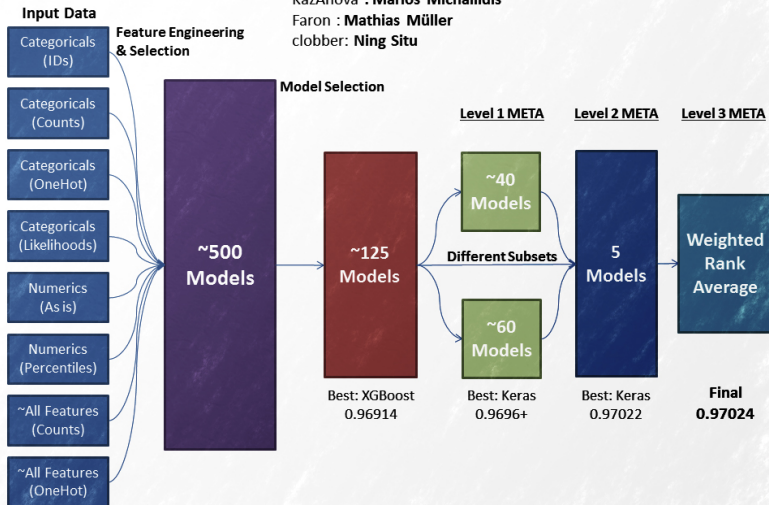 KazAnova : Marios Michailidis
Faron : Mathias Müller
clobber: Ning Situ
Input Data
Categoricals
(IDs)
Categoricals
(Counts)
Categoricals
(OneHot)
Categoricals
(Likelihoods)
Numerics
(As is)
Numerics
(Percentiles)
~All Features
(Counts)
~All Features
(OneHot)
Feature Engineering
& Selection
~500
Models
Model Selection
~125
Models
Best: XGBoost
0.96914
Level 1 META
~40
Models
Different Subsets
~60
Models
Best: Keras
0.9696+
Level 2 META
5
Models
Best: Keras
0.97022
Level 3 META
Weighted
Rank
Average
Final
0.97024